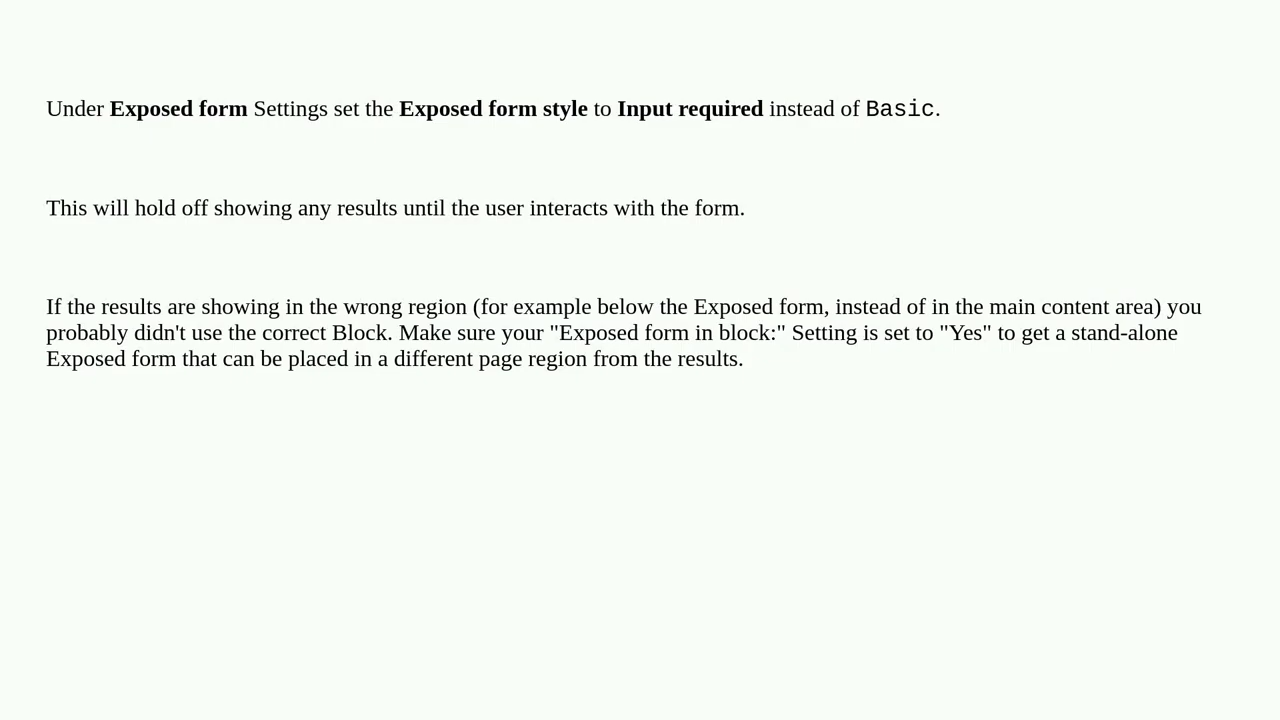 Under Exposed form Settings set the Exposed form style to Input required instead of Basic.
This will hold off showing any results until the user interacts with the form.
If the results are showing in the wrong region (for example below the Exposed form, instead of in the main content area) you
probably didn't use the correct Block. Make sure your "Exposed form in block:" Setting is set to "Yes" to get a stand-alone
Exposed form that can be placed in a different page region from the results.